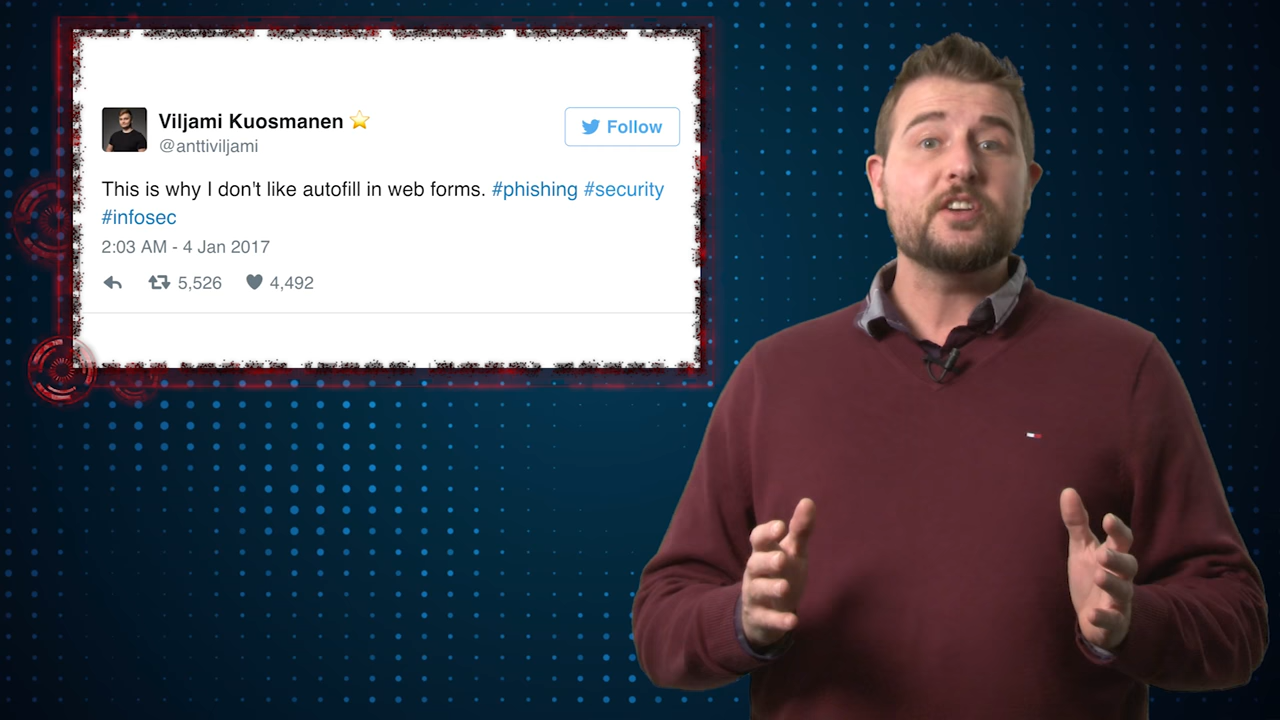 Viljami Kuosmanen ⭐
@anttiviljami
Follow
This is why I don't like autofill in web forms. #phishing #security
#infosec
2:03 AM - 4 Jan 2017
5,526 4,492